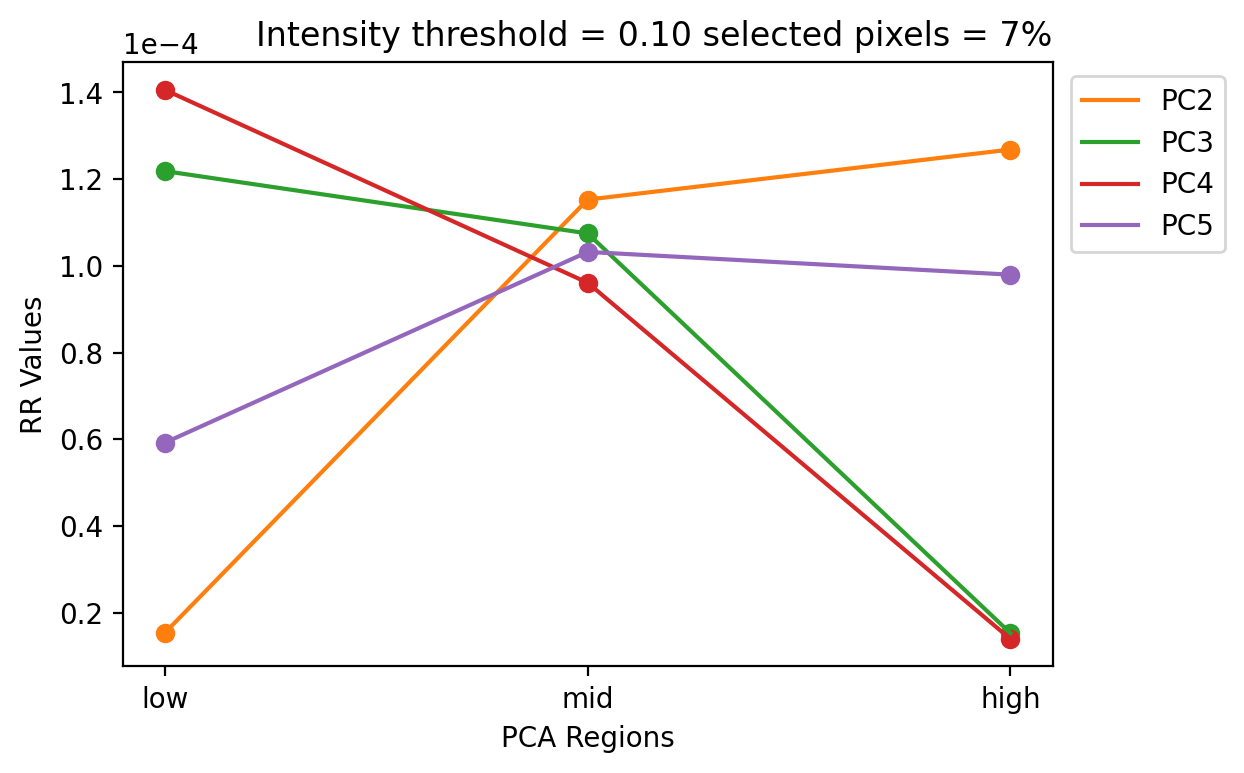 Intensity threshold = 0.10 selected pixels = 7%
1e−4
1.4
1.2
1.0
0.8
0.6
0.4
0.2
RR Values
low mid high
PCA Regions
PC2
PC3
PC4
PC5